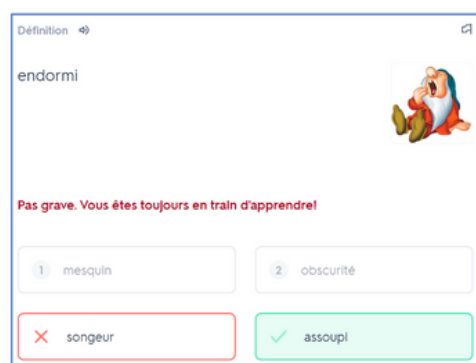 Définition
endormi
Pas grave. Vous êtes toujours en train d'apprendre!
1 mesquin
2 obscurité
songeur
assoupi